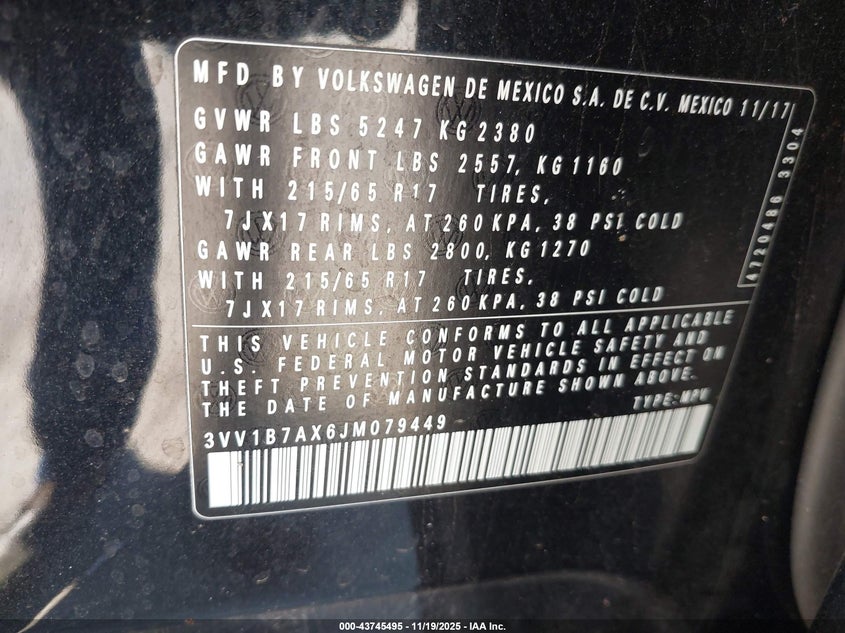 MFD BY VOLKSWAGEN DE MEXICO S.A. DE C.V. MEXICO 11/17
GVWR LBS 5247 KG 2380
GAWR FRONT LBS 2557, KG 1160
WITH 215/65 R17 TIRES,
7JX17 RIMS, AT 260 KPA, 38 PSI COLD
GAWR REAR LBS 2800, KG 1270
WITH 215/65 R17 TIRES,
7JX17 RIMS, AT 260 KPA, 38 PSI COLD
4720486 3304
THIS VEHICLE CONFORMS TO ALL APPLICABLE
U.S. FEDERAL MOTOR VEHICLE SAFETY AND
THEFT PREVENTION STANDARDS IN EFFECT ON
THE DATE OF MANUFACTURE SHOWN ABOVE.
TYPE: MPV
3VV1B7AX6JM079449
000-43745495 - 11/19/2025 - IAA Inc.